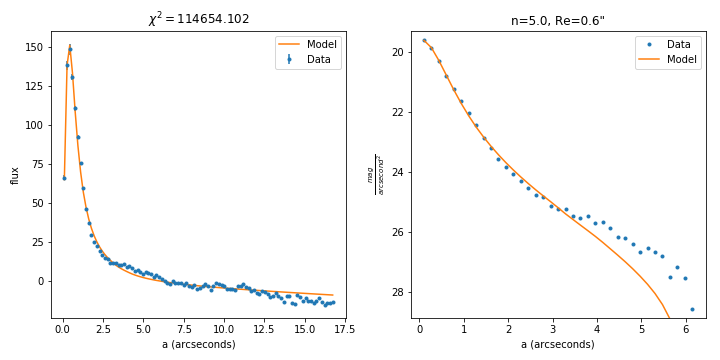 χ² = 114654.102
n=5.0, Re=0.6"
Model
Data
Data
Model
flux
150
125
100
75
50
25
0
0.0 2.5 5.0 7.5 10.0 12.5 15.0 17.5
a (arcseconds)
mag
arcsecond²
20
22
24
26
28
0 1 2 3 4 5 6
a (arcseconds)